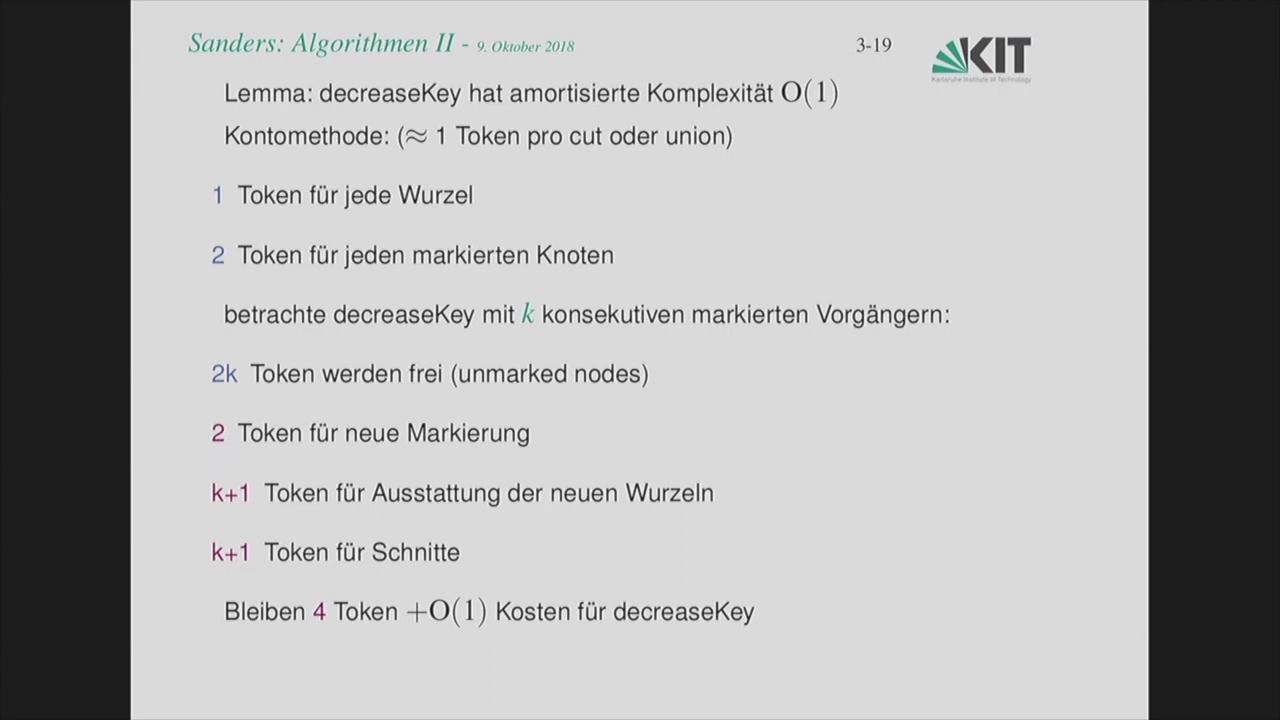 Sanders: Algorithmen II - 9. Oktober 2018
3-19
KIT
Karlsruhe Institute of Technology
Lemma: decreaseKey hat amortisierte Komplexität O(1)
Kontomethode: (≈ 1 Token pro cut oder union)
1 Token für jede Wurzel
2 Token für jeden markierten Knoten
betrachte decreaseKey mit k konsekutiven markierten Vorgängern:
2k Token werden frei (unmarked nodes)
2 Token für neue Markierung
k+1 Token für Ausstattung der neuen Wurzeln
k+1 Token für Schnitte
Bleiben 4 Token +O(1) Kosten für decreaseKey